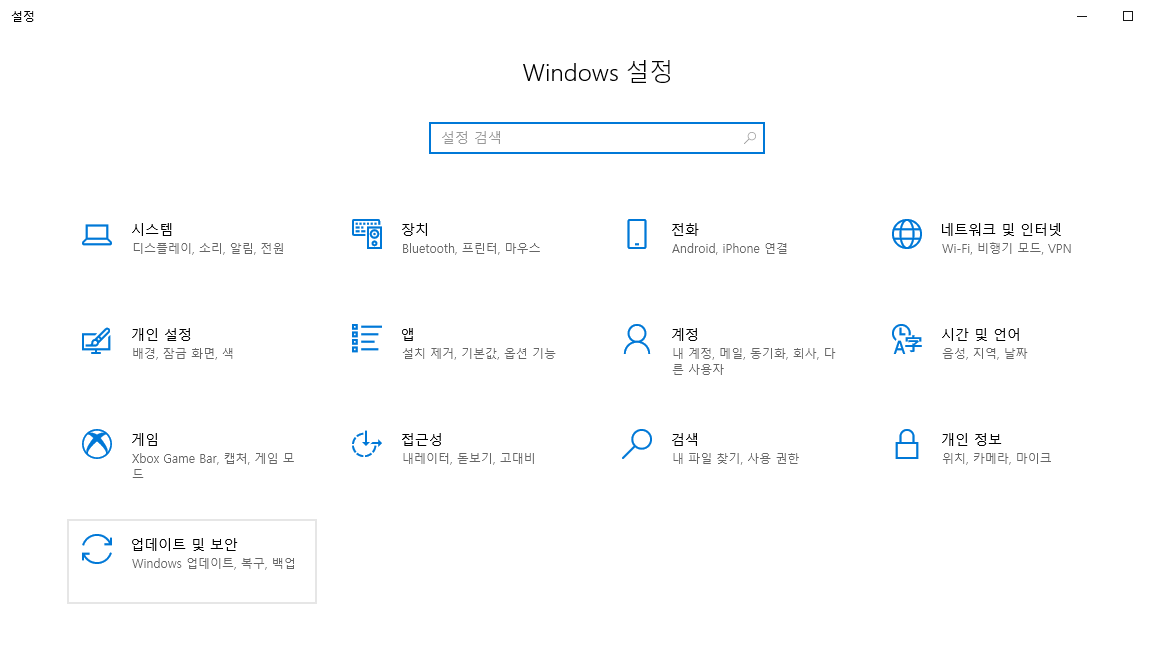 설정
Windows 설정
설정 검색
시스템
디스플레이, 소리, 알림, 전원
장치
Bluetooth, 프린터, 마우스
전화
Android, iPhone 연결
네트워크 및 인터넷
Wi-Fi, 비행기 모드, VPN
개인 설정
배경, 잠금 화면, 색
앱
설치 제거, 기본값, 옵션 기능
계정
내 계정, 메일, 동기화, 회사, 다
른 사용자
시간 및 언어
음성, 지역, 날짜
게임
Xbox Game Bar, 캡처, 게임 모
드
접근성
내레이터, 돋보기, 고대비
검색
내 파일 찾기, 사용 권한
개인 정보
위치, 카메라, 마이크
업데이트 및 보안
Windows 업데이트, 복구, 백업